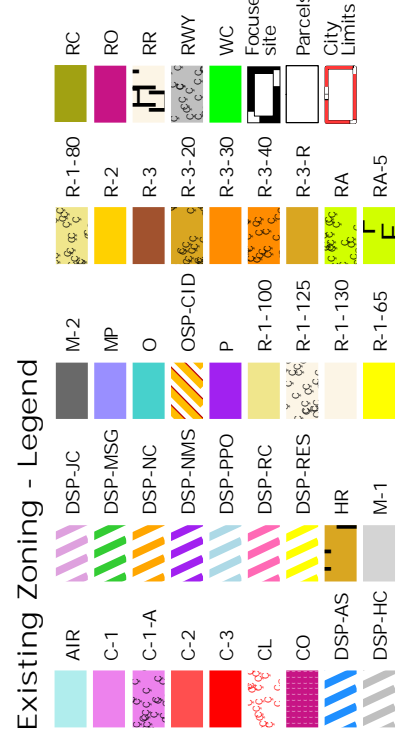 Existing Zoning - Legend
AIR
C-1
C-1-A
C-2
C-3
CL
CO
DSP-AS
DSP-HC
DSP-JC
DSP-MSG
DSP-NC
DSP-NMS
DSP-PPO
DSP-RC
DSP-RES
HR
M-1
M-2
MP
O
OSP-CID
P
R-1-100
R-1-125
R-1-130
R-1-65
R-1-80
R-2
R-3
R-3-20
R-3-30
R-3-40
R-3-R
RA
RA-5
RC
RO
RR
RWY
WC
Focuse
site
Parcels
City
Limits